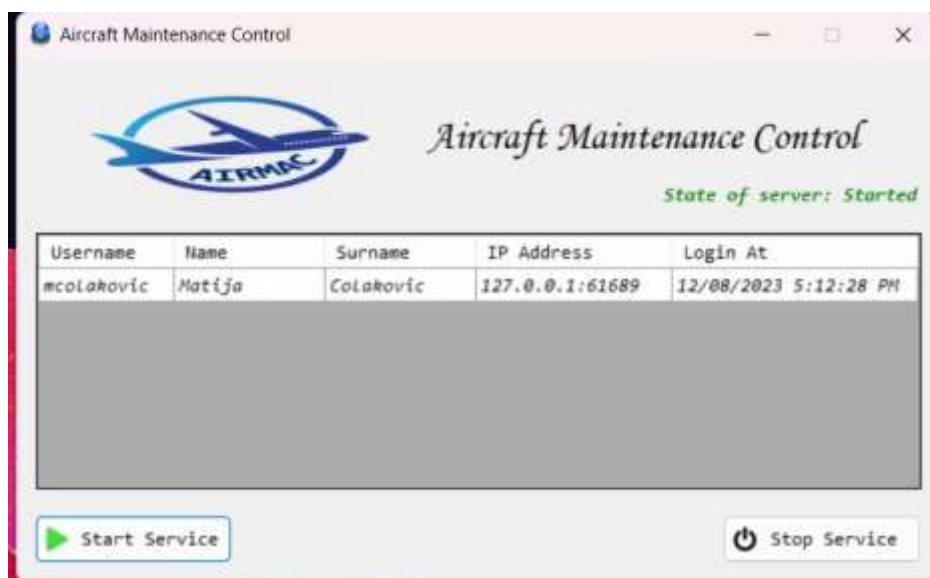 Aircraft Maintenance Control
AIRMAC
Aircraft Maintenance Control
State of server: Started
Username Name Surname IP Address Login At
mcolakovic Matija Colakovic 127.0.0.1:61689 12/08/2023 5:12:28 PM
Start Service Stop Service